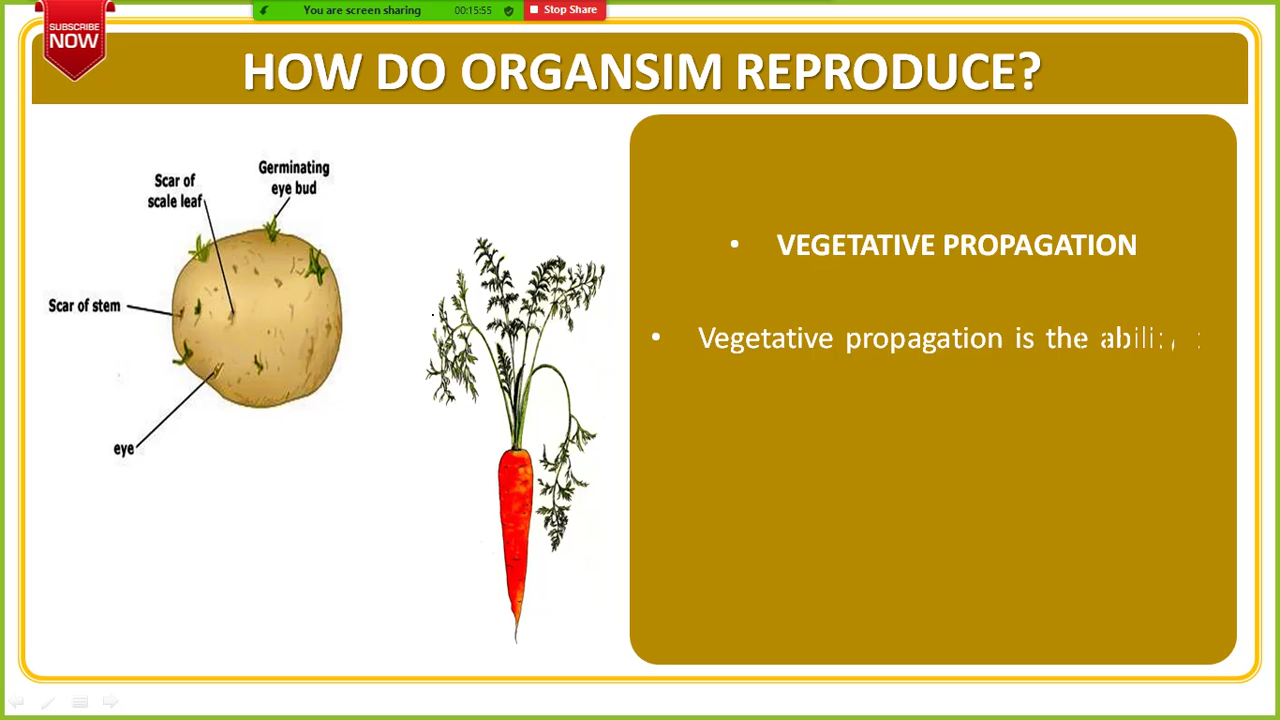 SUBSCRIBE
NOW
You are screen sharing
00:15:55
Stop Share
HOW DO ORGANSIM REPRODUCE?
Germinating
eye bud
Scar of
scale leaf
Scar of stem
eye
• VEGETATIVE PROPAGATION
• Vegetative propagation is the